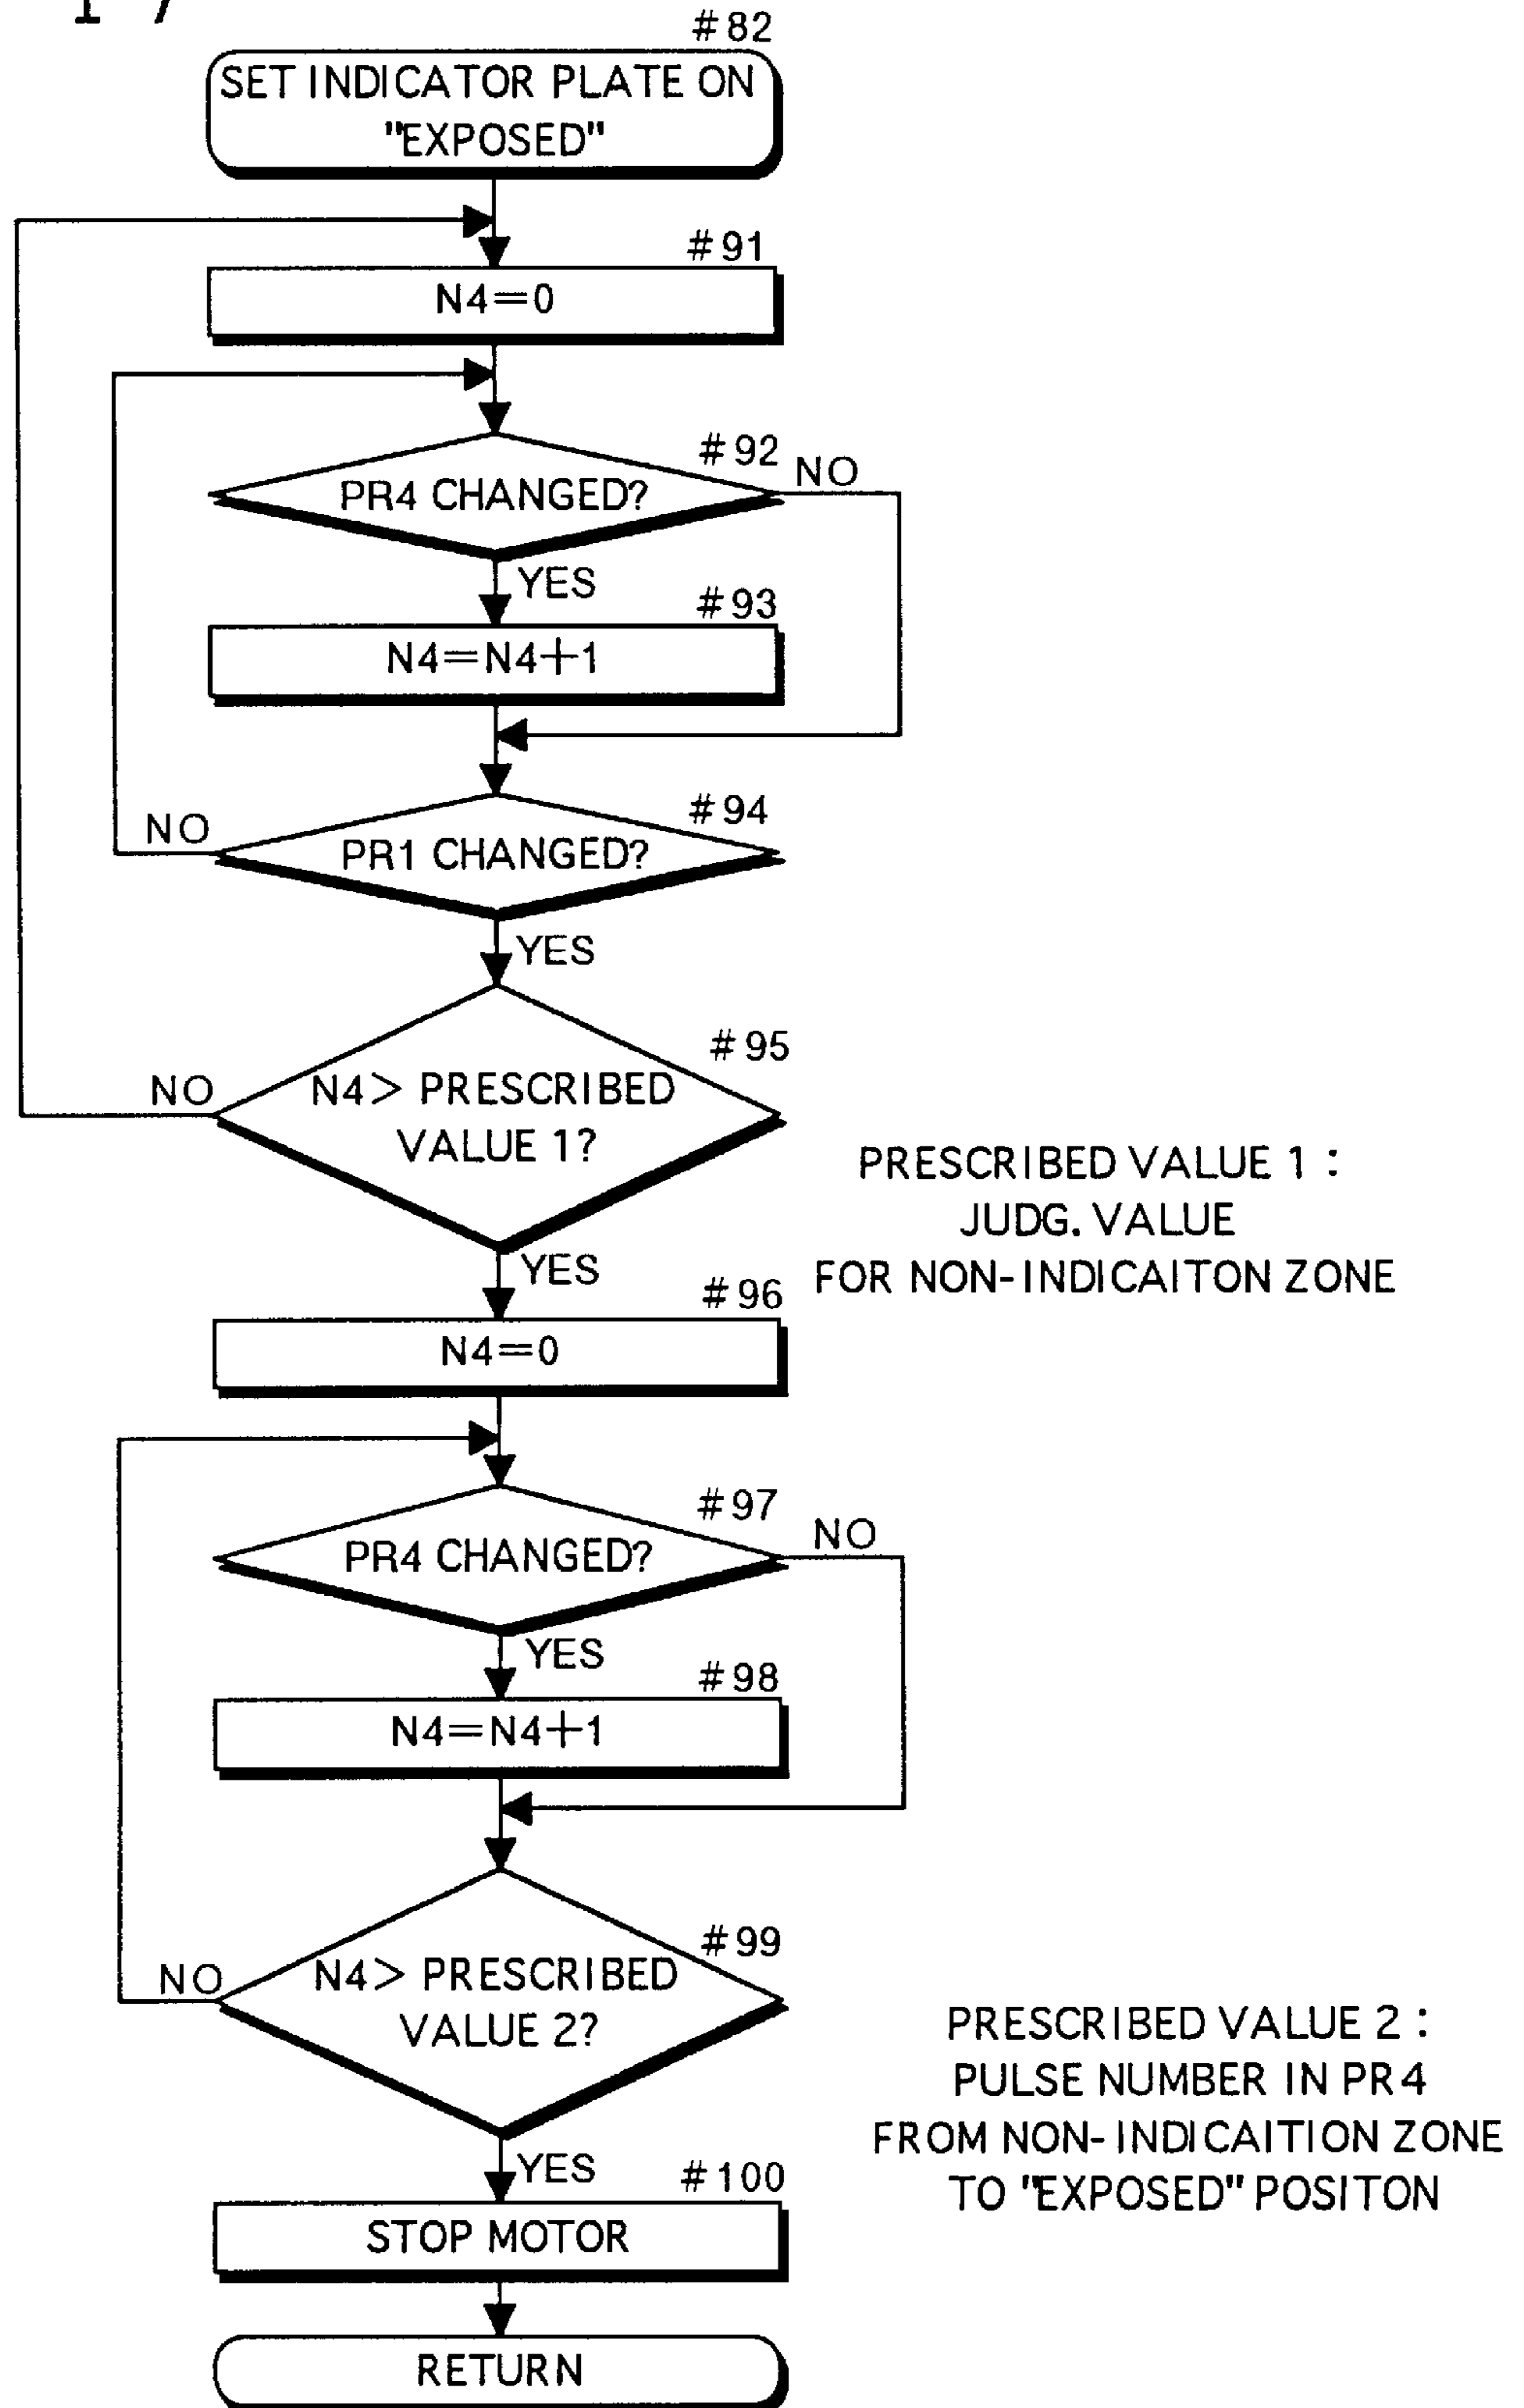 17
#82
SET INDICATOR PLATE ON
"EXPOSED"
#91
N4=0
#92
PR4 CHANGED?
NO
YES
#93
N4=N4+1
#94
PR1 CHANGED?
NO
YES
#95
N4> PRESCRIBED
VALUE 1?
NO
YES
PRESCRIBED VALUE 1 :
JUDG. VALUE
FOR NON-INDICAITON ZONE
#96
N4=0
#97
PR4 CHANGED?
NO
YES
#98
N4=N4+1
#99
N4> PRESCRIBED
VALUE 2?
NO
YES
PRESCRIBED VALUE 2 :
PULSE NUMBER IN PR4
FROM NON-INDICAITION ZONE
TO "EXPOSED" POSITON
#100
STOP MOTOR
RETURN